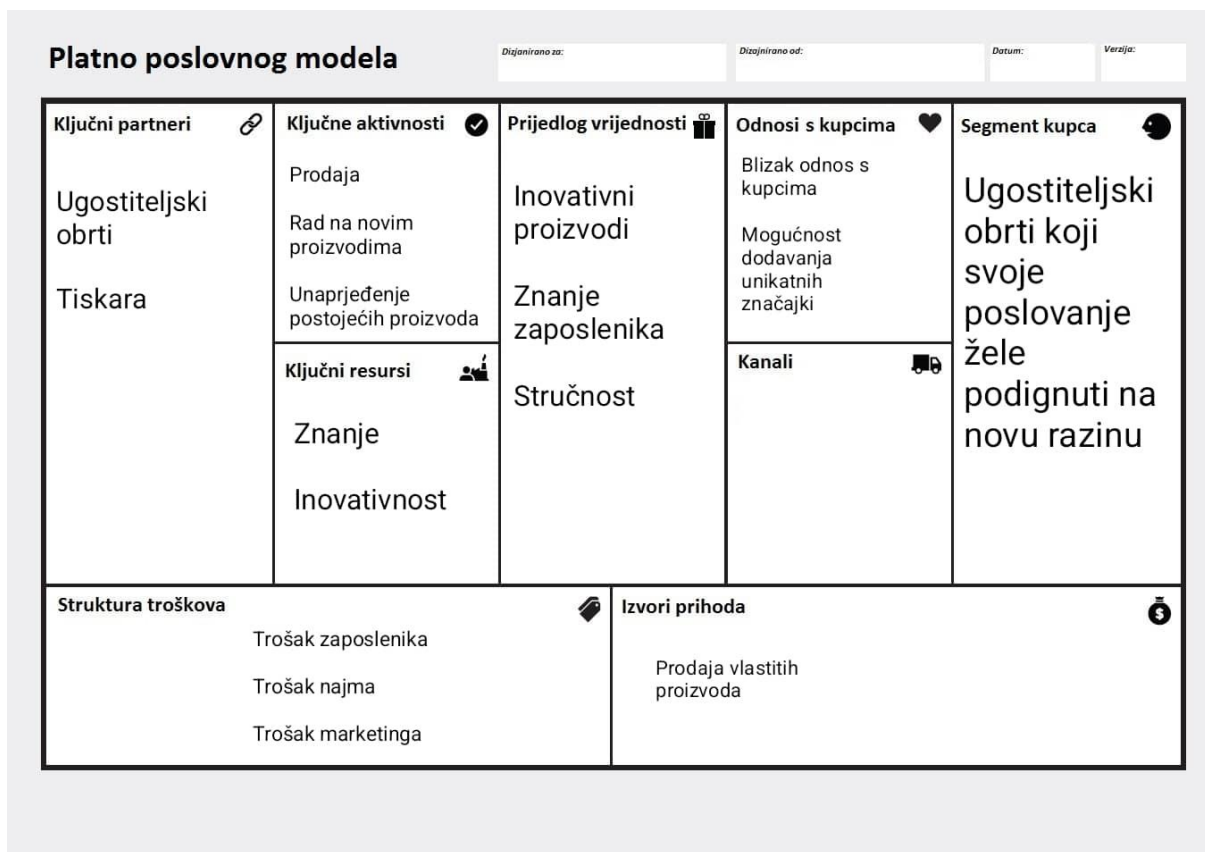 Platno poslovnog modela
Dizjanirano za:
Dizajnirano od:
Datum:
Verzija:
Ključni partneri
Ugostiteljski
obrti
Tiskara
Ključne aktivnosti
Prodaja
Rad na novim
proizvodima
Unaprjeđenje
postojećih proizvoda
Ključni resursi
Znanje
Inovativnost
Prijedlog vrijednosti
Inovativni
proizvodi
Znanje
zaposlenika
Stručnost
Odnosi s kupcima
Blizak odnos s
kupcima
Mogućnost
dodavanja
unikatnih
značajki
Kanali
Segment kupca
Ugostiteljski
obrti koji
svoje
poslovanje
žele
podignuti na
novu razinu
Struktura troškova
Trošak zaposlenika
Trošak najma
Trošak marketinga
Izvori prihoda
Prodaja vlastitih
proizvoda